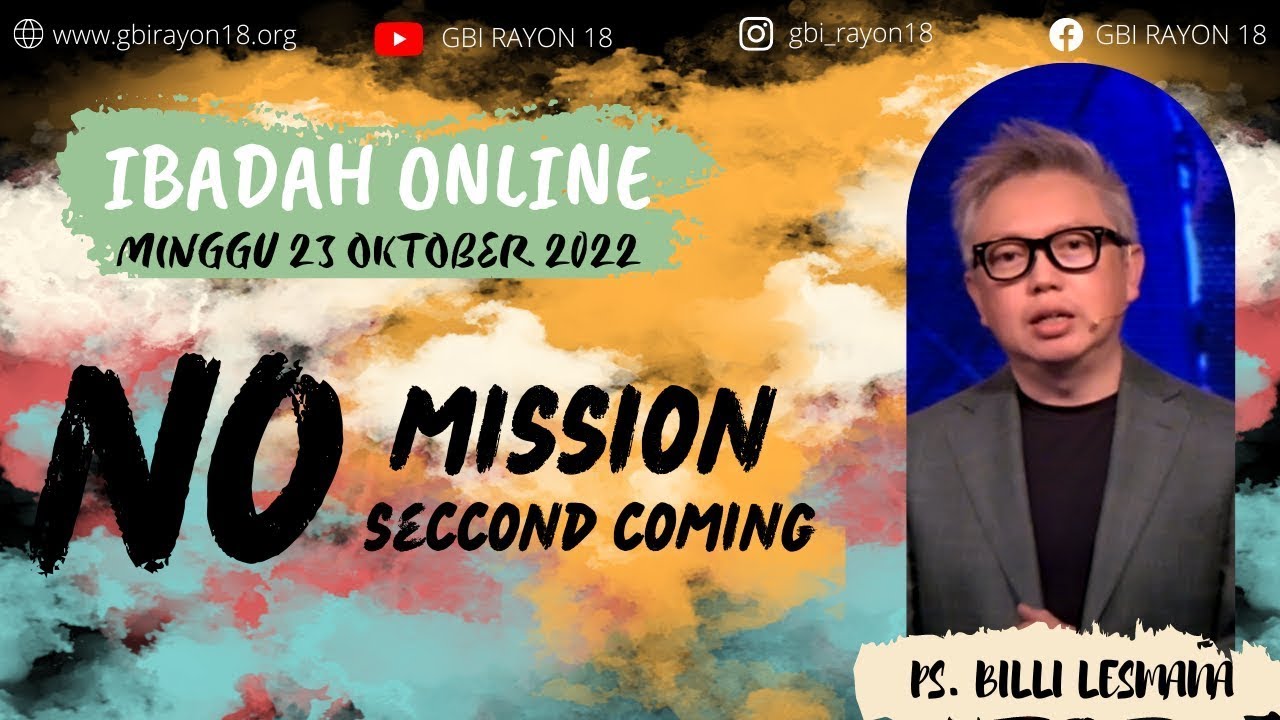 www.gbirayon18.org GBI RAYON 18 gbi_rayon18 GBI RAYON 18
IBADAH ONLINE
MINGGU 23 OKTOBER 2022
NO MISSION
SECCOND COMING
PS. BILLI LESMANA